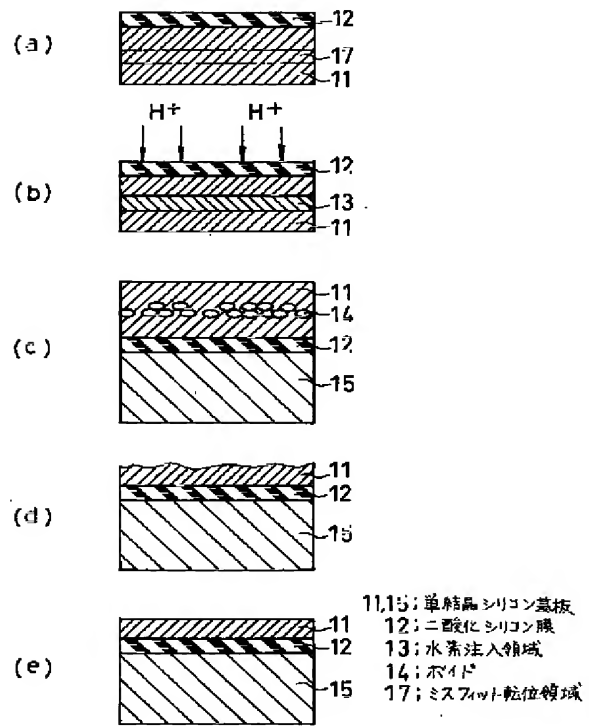 (a)
12
17
11
H+ H+
(b)
12
13
11
(c)
11
14
12
15
(d)
11
12
15
(e)
11
12
15
11,15；単結晶シリコン基板
12；二酸化シリコン膜
13；水素注入領域
14；ボイド
17；ミスフィット転位領域